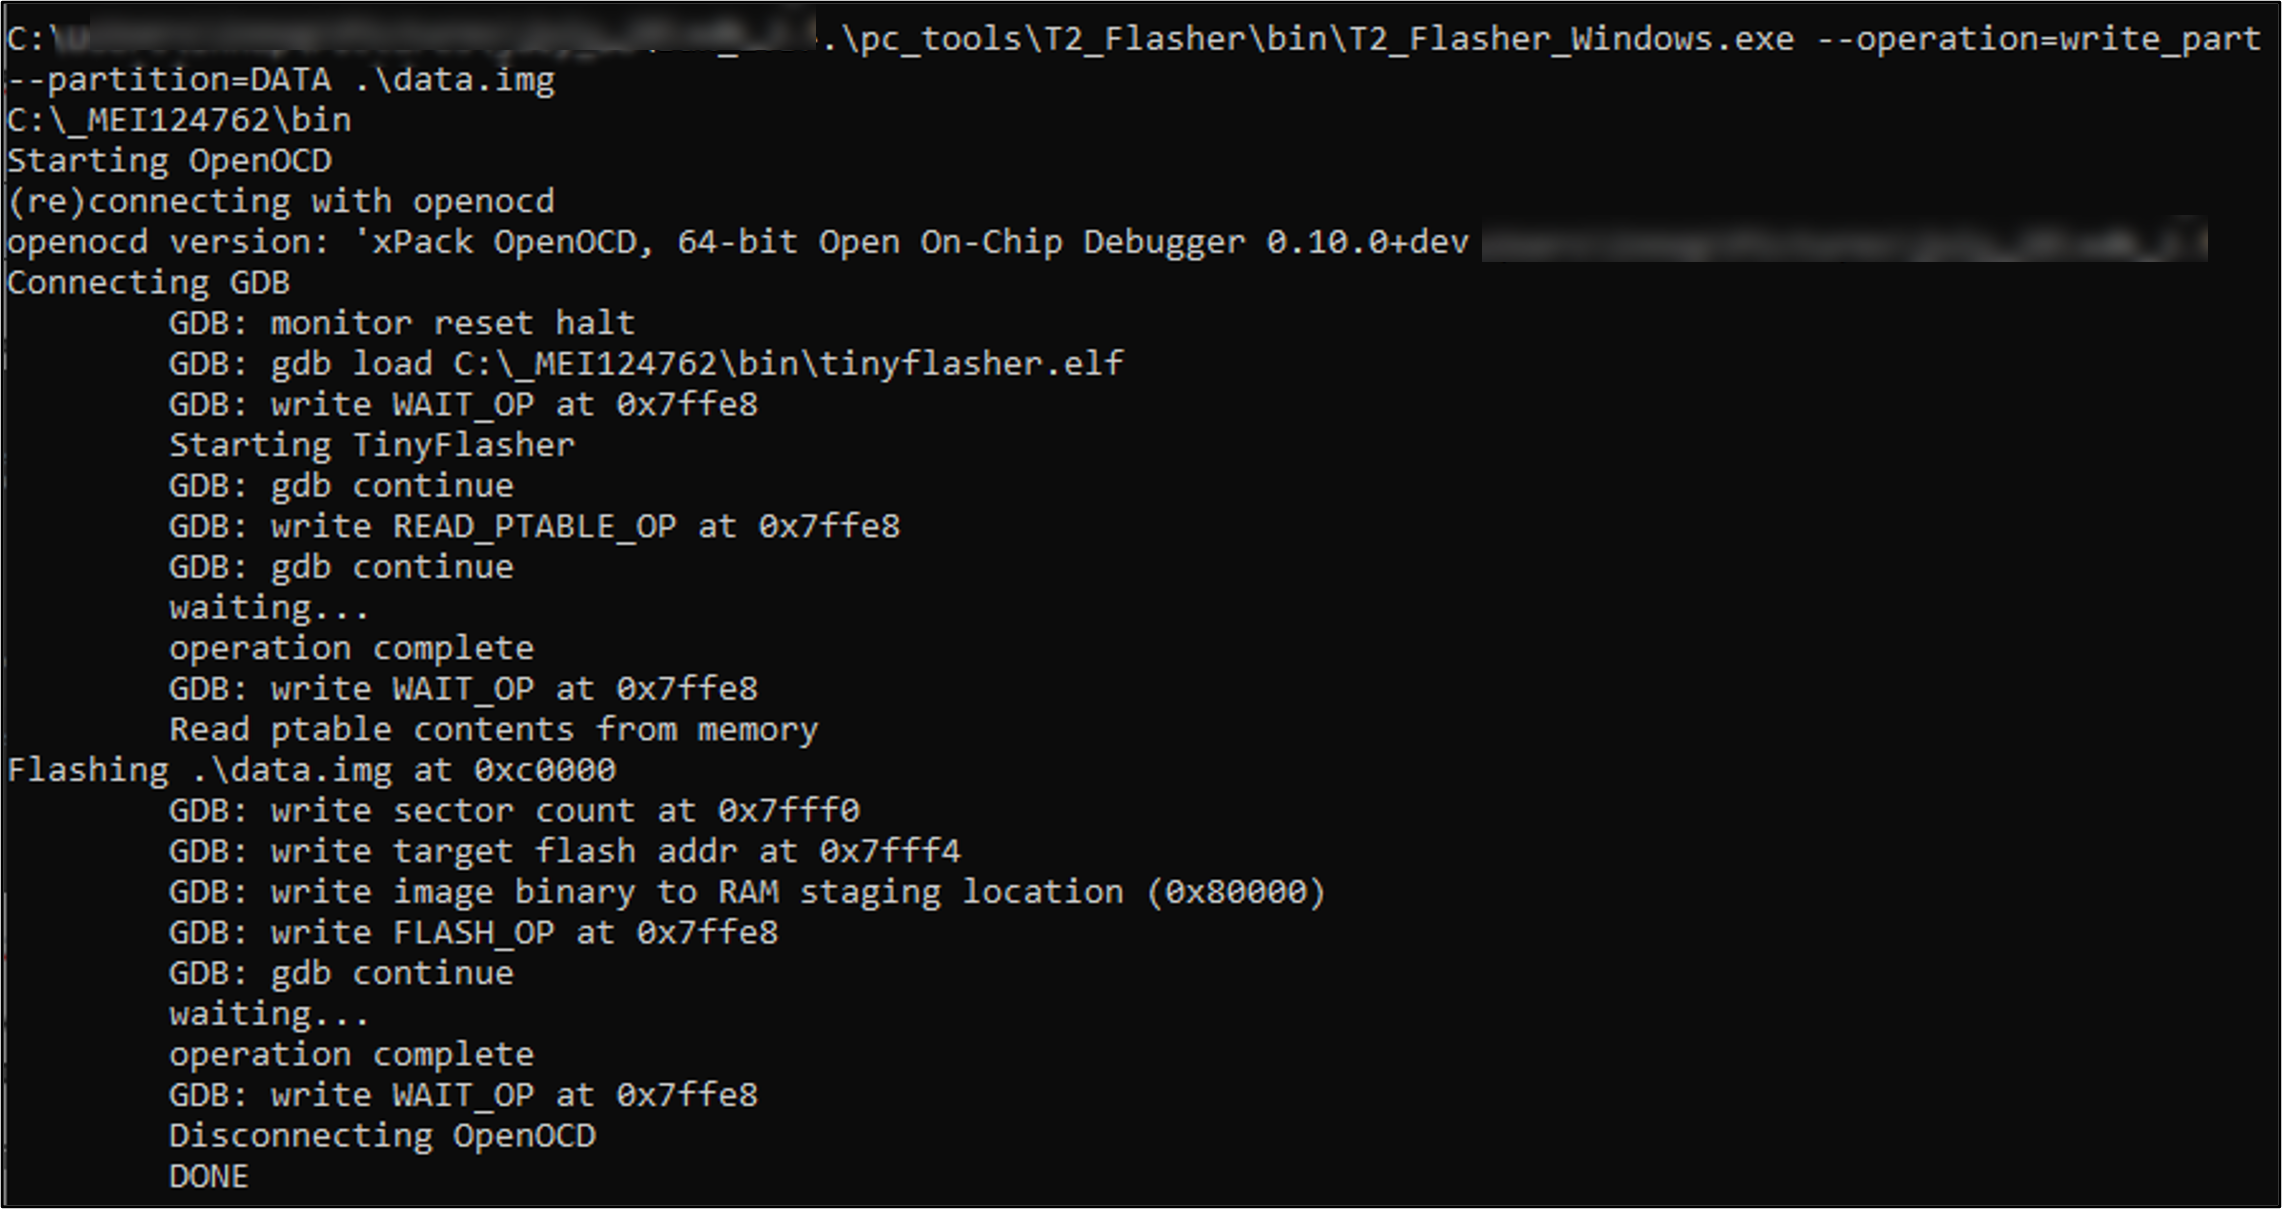 C:\ .\pc_tools\T2_Flasher\bin\T2_Flasher_Windows.exe --operation=write_part
--partition=DATA .\data.img
C:\_MEI124762\bin
Starting OpenOCD
(re)connecting with openocd
openocd version: 'xPack OpenOCD, 64-bit Open On-Chip Debugger 0.10.0+dev
Connecting GDB
GDB: monitor reset halt
GDB: gdb load C:\_MEI124762\bin\tinyflasher.elf
GDB: write WAIT_OP at 0x7ffe8
Starting TinyFlasher
GDB: gdb continue
GDB: write READ_PTABLE_OP at 0x7ffe8
GDB: gdb continue
waiting...
operation complete
GDB: write WAIT_OP at 0x7ffe8
Read ptable contents from memory
Flashing .\data.img at 0xc0000
GDB: write sector count at 0x7fff0
GDB: write target flash addr at 0x7fff4
GDB: write image binary to RAM staging location (0x80000)
GDB: write FLASH_OP at 0x7ffe8
GDB: gdb continue
waiting...
operation complete
GDB: write WAIT_OP at 0x7ffe8
Disconnecting OpenOCD
DONE